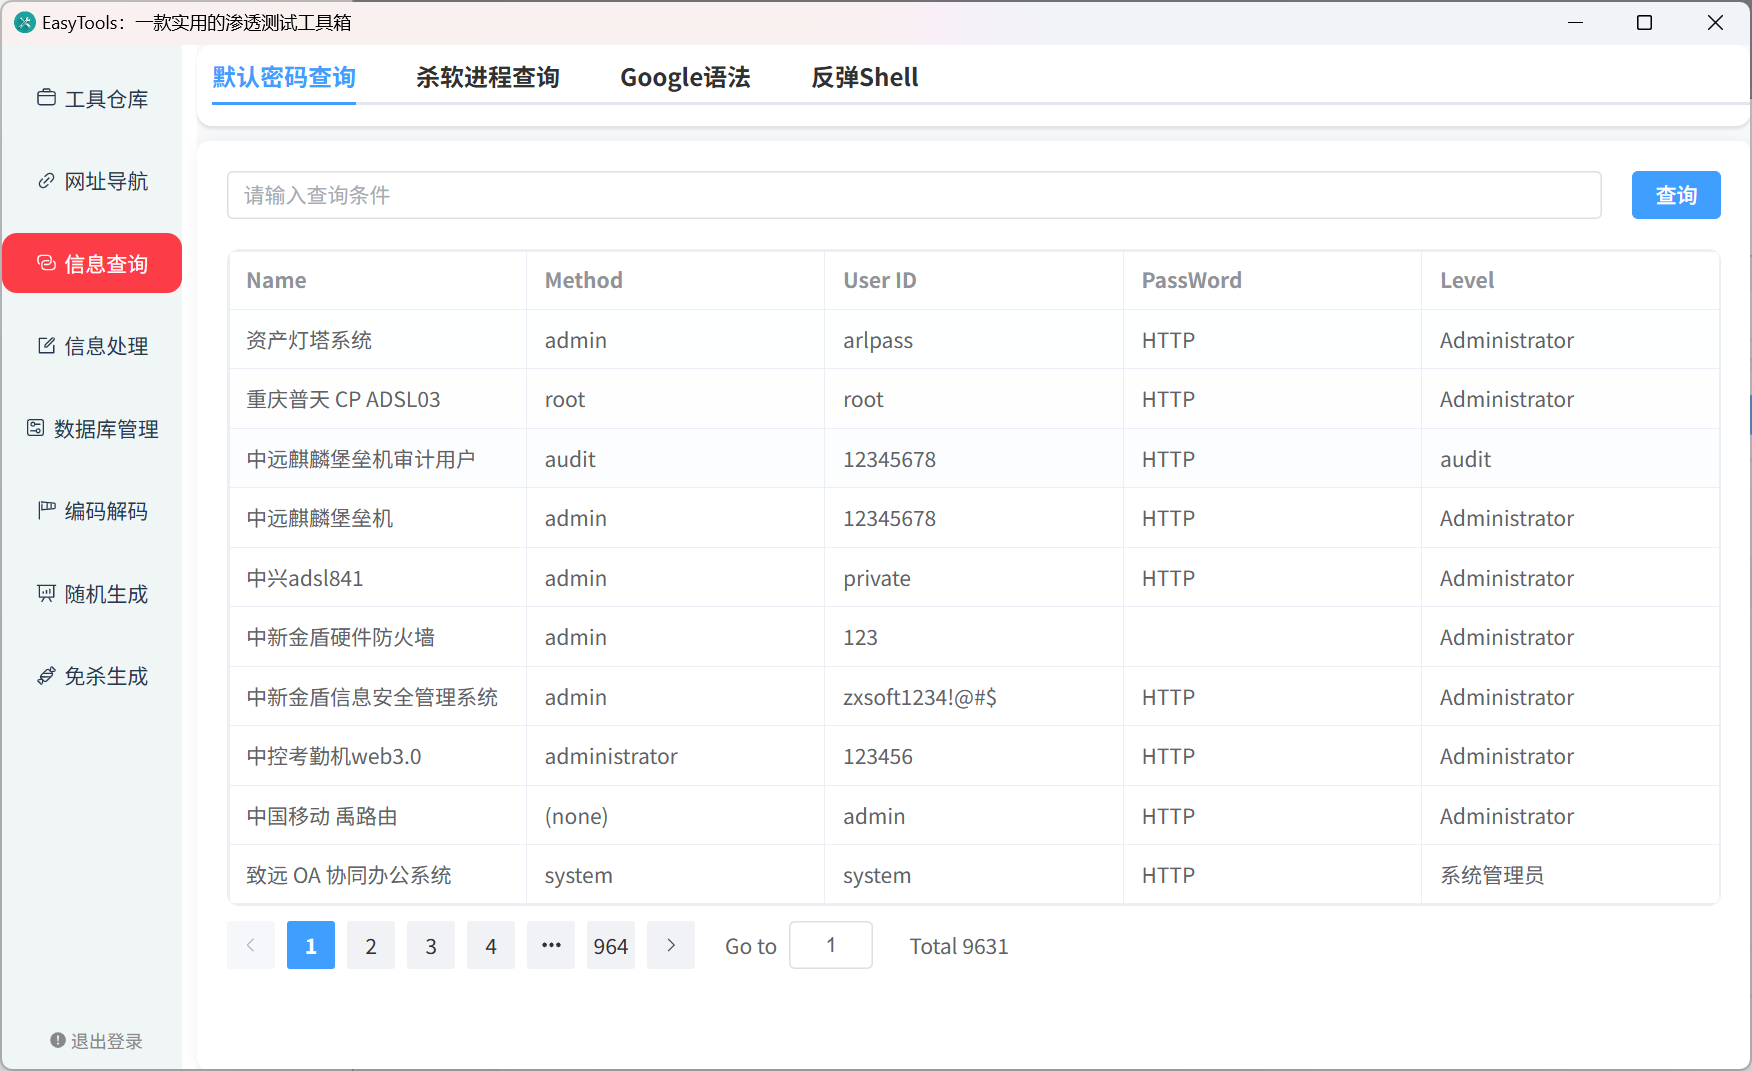 EasyTools：一款实用的渗透测试工具箱
工具仓库
网址导航
信息查询
信息处理
数据库管理
编码解码
随机生成
免杀生成
退出登录
默认密码查询 杀软进程查询 Google语法 反弹Shell
请输入查询条件 查询
Name Method User ID PassWord Level
资产灯塔系统 admin arlpass HTTP Administrator
重庆普天 CP ADSL03 root root HTTP Administrator
中远麒麟堡垒机审计用户 audit 12345678 HTTP audit
中远麒麟堡垒机 admin 12345678 HTTP Administrator
中兴adsl841 admin private HTTP Administrator
中新金盾硬件防火墙 admin 123 Administrator
中新金盾信息安全管理系统 admin zxsoft1234!@#$ HTTP Administrator
中控考勤机web3.0 administrator 123456 HTTP Administrator
中国移动 禹路由 (none) admin HTTP Administrator
致远 OA 协同办公系统 system system HTTP 系统管理员
1 2 3 4 ••• 964 Go to 1 Total 9631